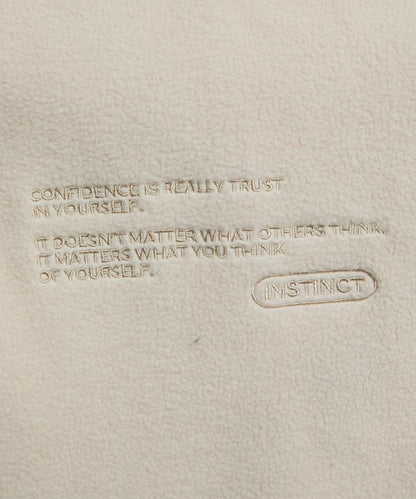 CONFIDENCE IS REALLY TRUST
IN YOURSELF.
IT DOESN'T MATTER WHAT OTHERS THINK,
IT MATTERS WHAT YOU THINK
OF YOURSELF.
INSTINCT